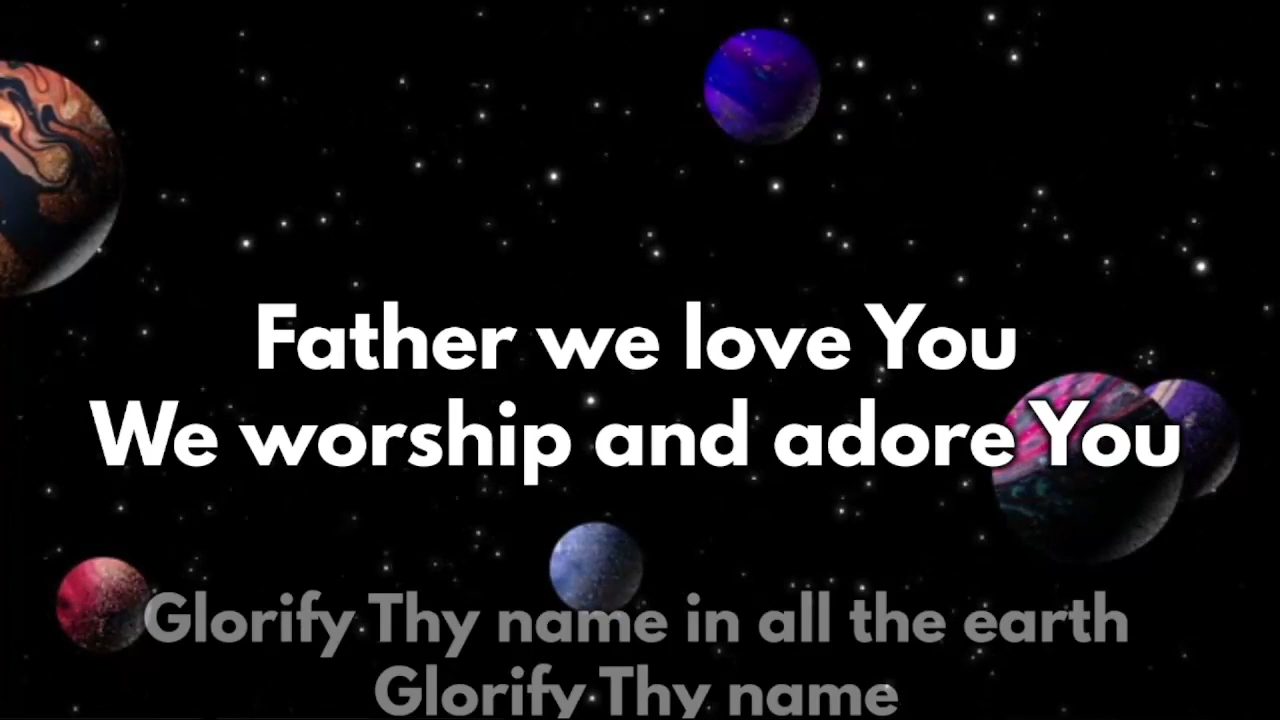 Father we love You
We worship and adore You
Glorify Thy name in all the earth
Glorify Thy name